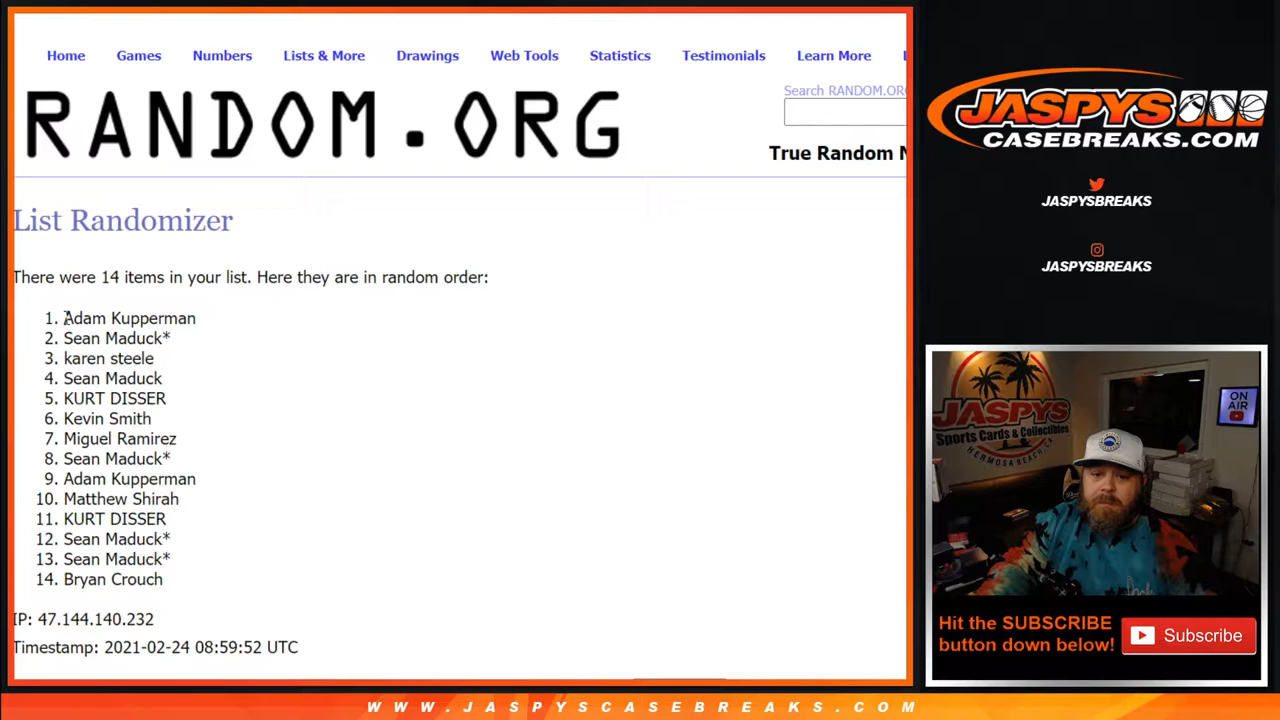 Home Games Numbers Lists & More Drawings Web Tools Statistics Testimonials Learn More
Search RANDOM.ORG
RANDOM.ORG
True Random
List Randomizer
There were 14 items in your list. Here they are in random order:
1. Adam Kupperman
2. Sean Maduck*
3. karen steele
4. Sean Maduck
5. KURT DISSER
6. Kevin Smith
7. Miguel Ramirez
8. Sean Maduck*
9. Adam Kupperman
10. Matthew Shirah
11. KURT DISSER
12. Sean Maduck*
13. Sean Maduck*
14. Bryan Crouch
IP: 47.144.140.232
Timestamp: 2021-02-24 08:59:52 UTC
JASPYS
CASEBREAKS.COM
JASPYSBREAKS
JASPYSBREAKS
JASPYS
Sports Cards & Collectibles
HERMOSA BEACH, CA
ON
AIR
Hit the SUBSCRIBE
button down below!
Subscribe
WWW.JASPYSCASEBREAKS.COM